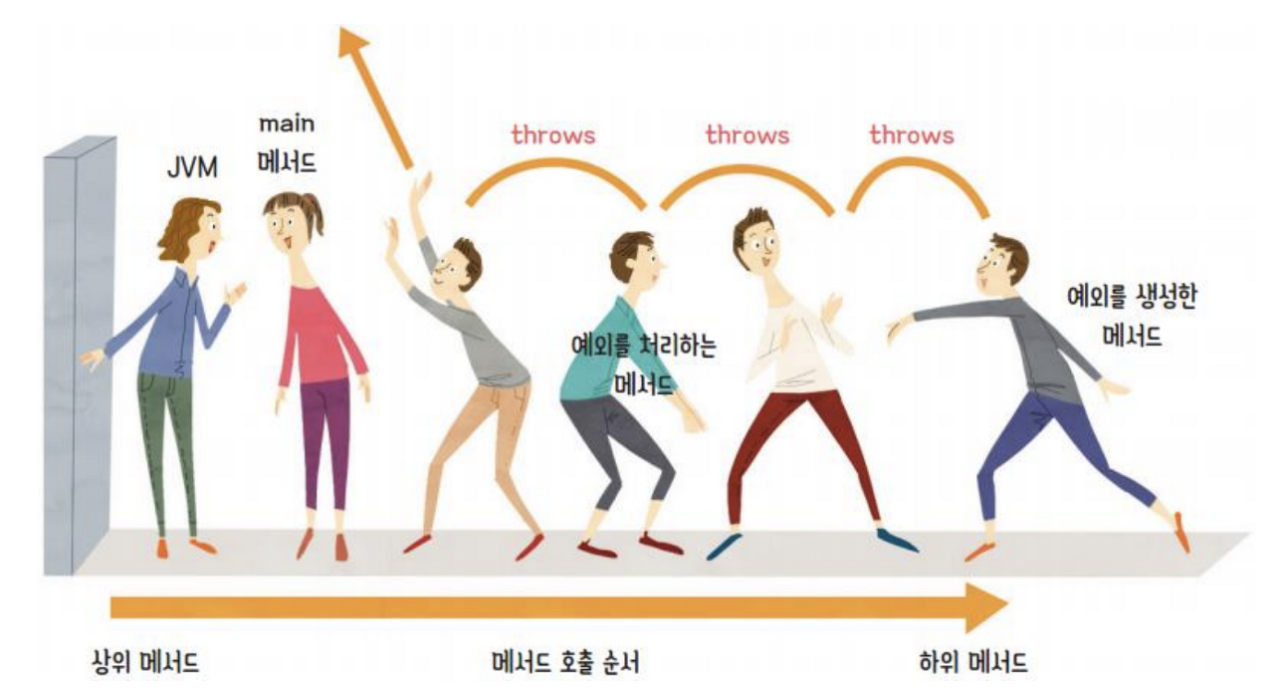 main
메서드
JVM
throws
throws
throws
예외를 생성한
메서드
예외를 처리하는
메서드
상위 메서드
메서드 호출 순서
하위 메서드